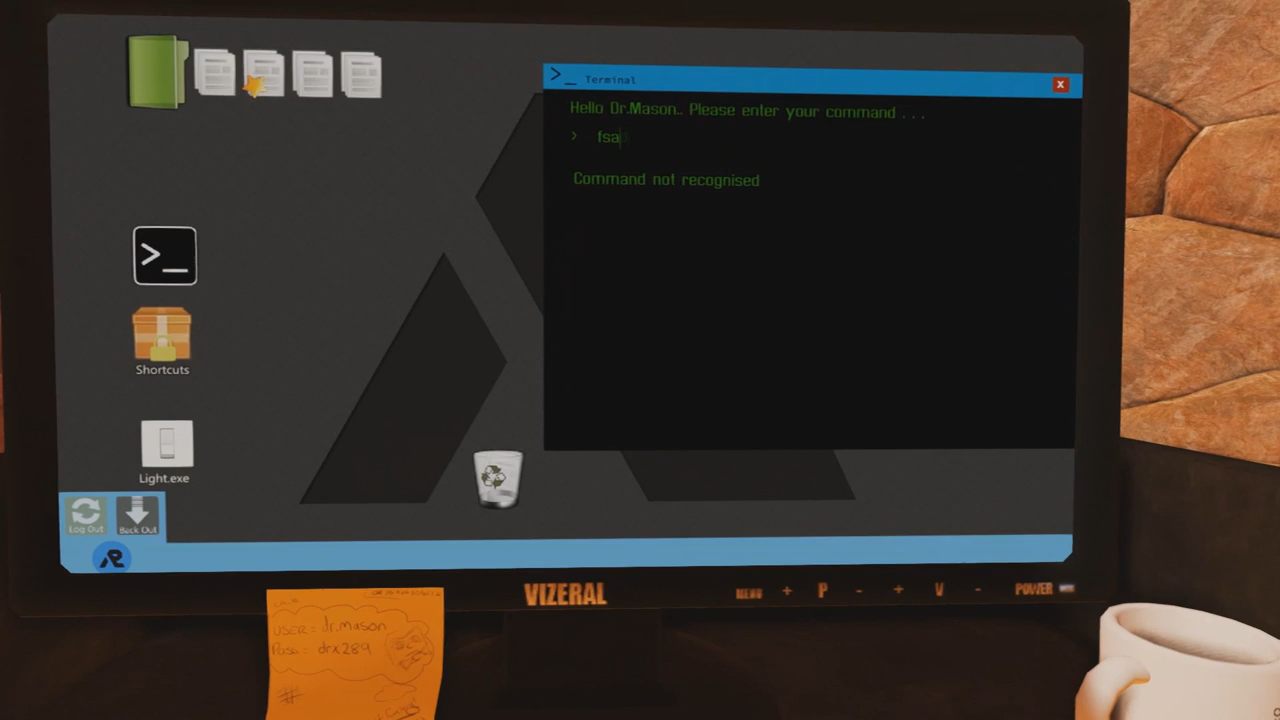 >_ Terminal
x
Hello Dr.Mason.. Please enter your command . . .
> fsa
Command not recognised
>_
Shortcuts
Light.exe
Log Out
Back Out
VIZERAL
MENU + P - + V - POWER
USER = dr.mason
Pass = drx289
#